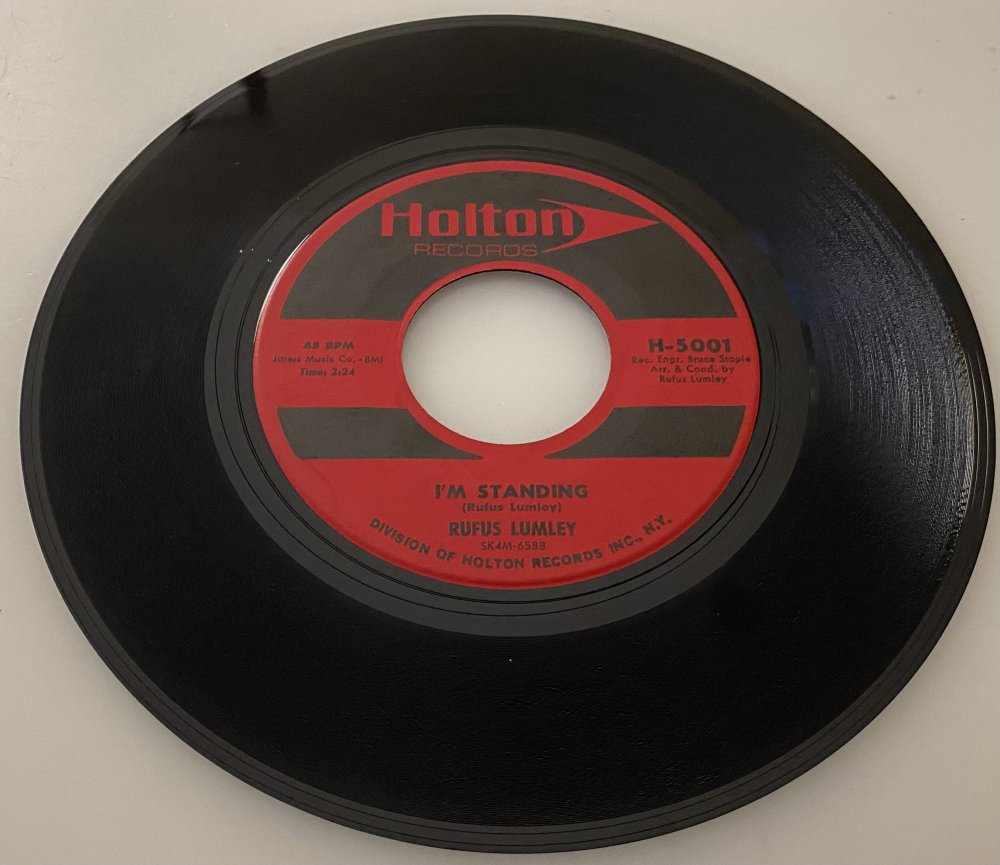 Holton
RECORDS
45 RPM
Jitters Music Co. - BMI
Time: 2:24
H-5001
Rec. Engr. Bruce Staple
Arr. & Cond. by
Rufus Lumley
I'M STANDING
(Rufus Lumley)
RUFUS LUMLEY
SK4M-6588
DIVISION OF HOLTON RECORDS INC., N.Y.